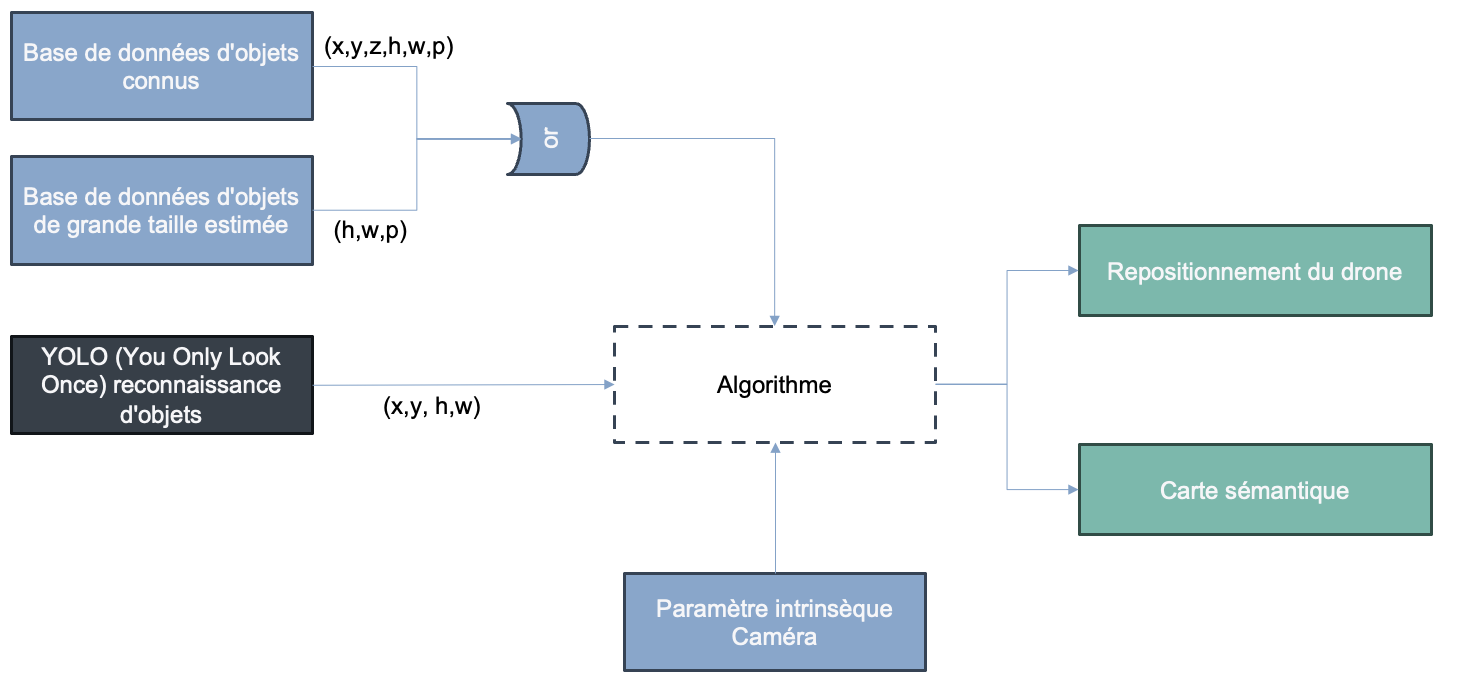 Base de données d'objets
connus
(x,y,z,h,w,p)
or
Base de données d'objets
de grande taille estimée
(h,w,p)
YOLO (You Only Look
Once) reconnaissance
d'objets
(x,y, h,w)
Algorithme
Repositionnement du drone
Carte sémantique
Paramètre intrinsèque
Caméra